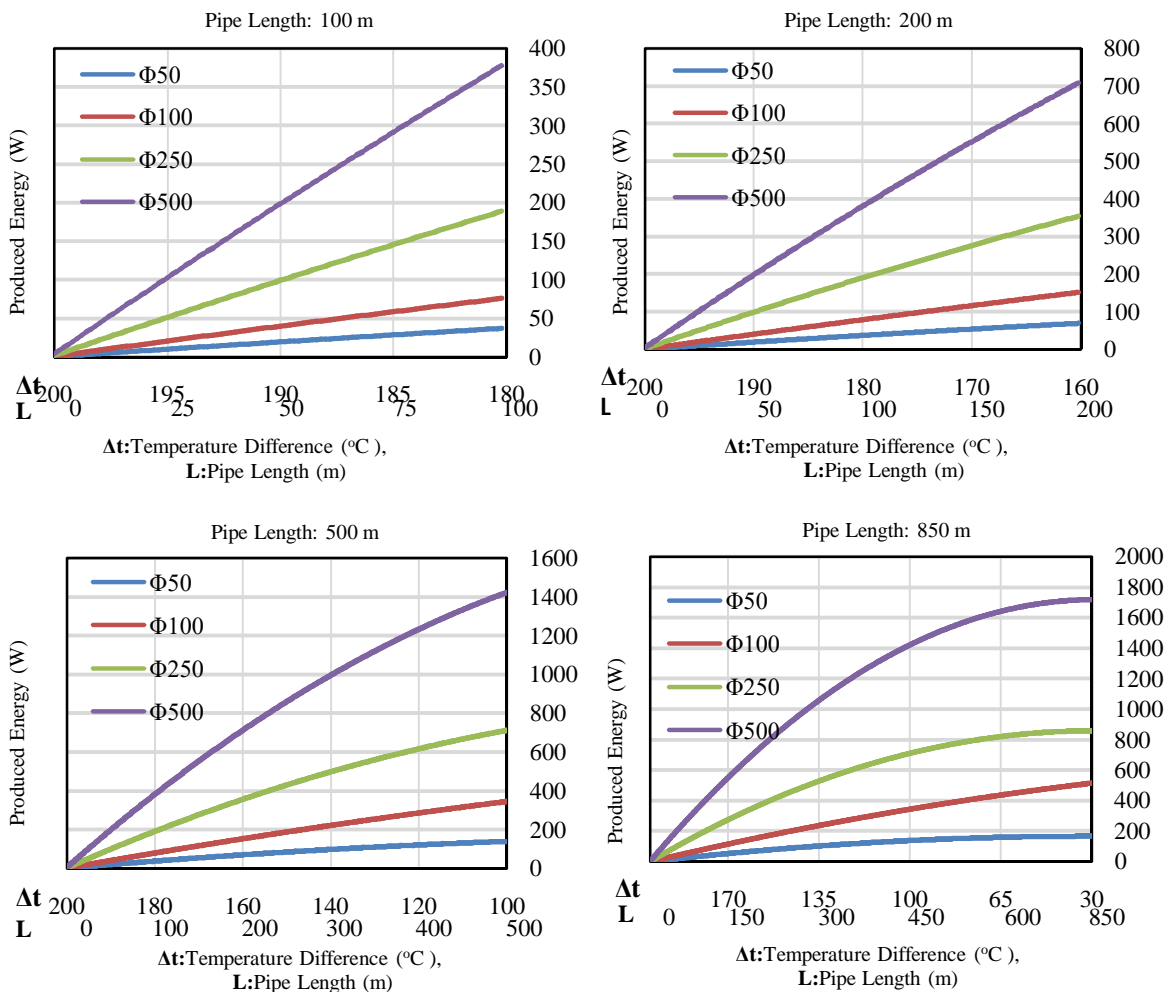 Pipe Length: 100 m
Produced Energy (W)
Φ50
Φ100
Φ250
Φ500
400
350
300
250
200
150
100
50
0
Δt
200 195 190 185 180
L
0 25 50 75 100
Δt:Temperature Difference (°C ),
L:Pipe Length (m)
Pipe Length: 200 m
Produced Energy (W)
Φ50
Φ100
Φ250
Φ500
800
700
600
500
400
300
200
100
0
Δt
200 190 180 170 160
L
0 50 100 150 200
Δt:Temperature Difference (°C ),
L:Pipe Length (m)
Pipe Length: 500 m
Produced Energy (W)
Φ50
Φ100
Φ250
Φ500
1600
1400
1200
1000
800
600
400
200
0
Δt
200 180 160 140 120 100
L
0 100 200 300 400 500
Δt:Temperature Difference (°C ),
L:Pipe Length (m)
Pipe Length: 850 m
Produced Energy (W)
Φ50
Φ100
Φ250
Φ500
2000
1800
1600
1400
1200
1000
800
600
400
200
0
Δt
170 135 100 65 30
L
0 150 300 450 600 850
Δt:Temperature Difference (°C ),
L:Pipe Length (m)